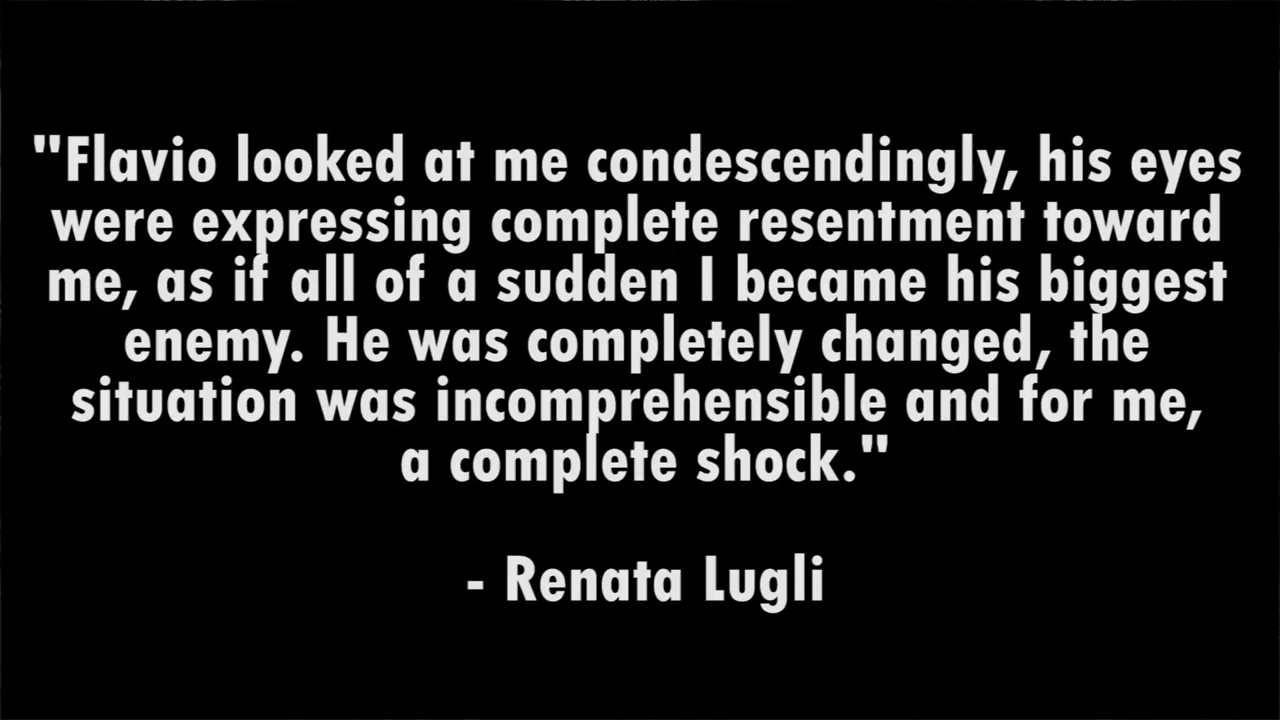 "Flavio looked at me condescendingly, his eyes
were expressing complete resentment toward
me, as if all of a sudden I became his biggest
enemy. He was completely changed, the
situation was incomprehensible and for me,
a complete shock."
- Renata Lugli